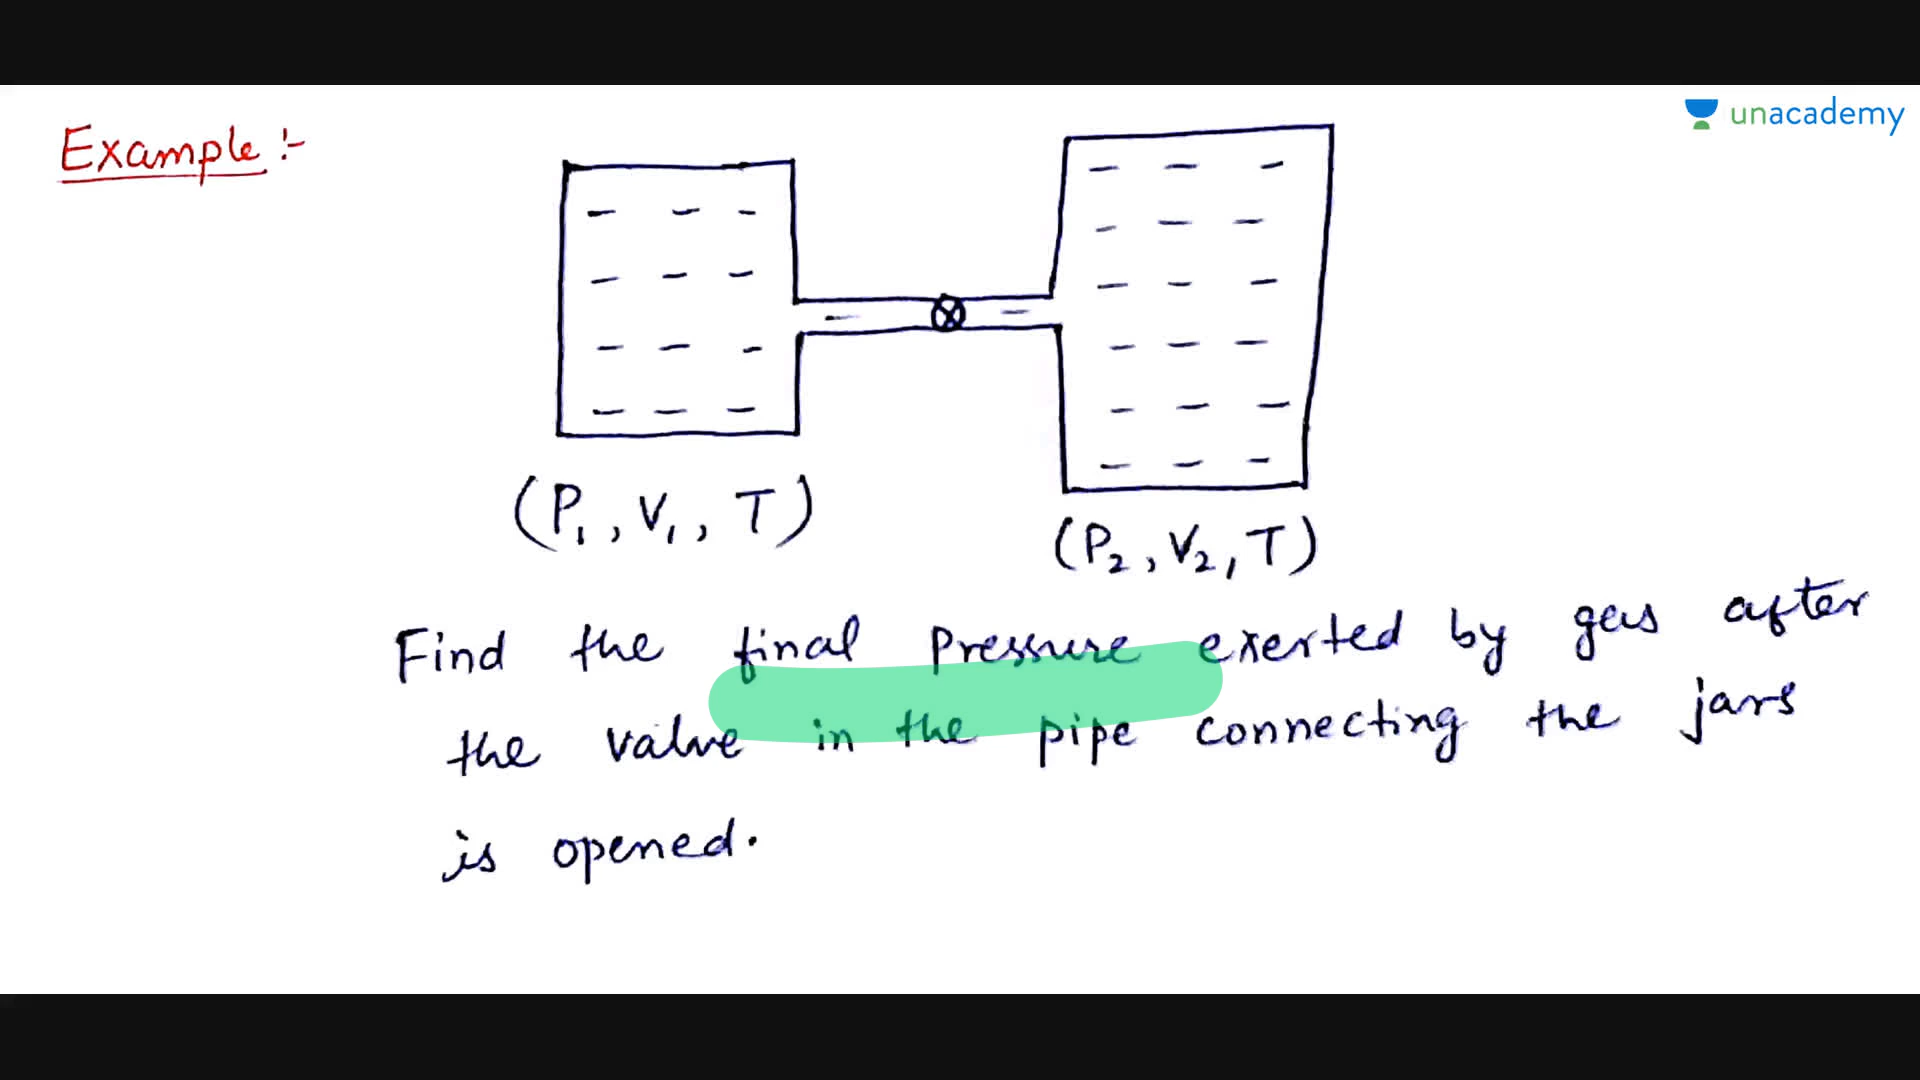 Example :-
unacademy
(P₁, V₁, T)
(P₂, V₂, T)
Find the final Pressure exerted by gas after
the valve in the pipe connecting the jars
is opened.